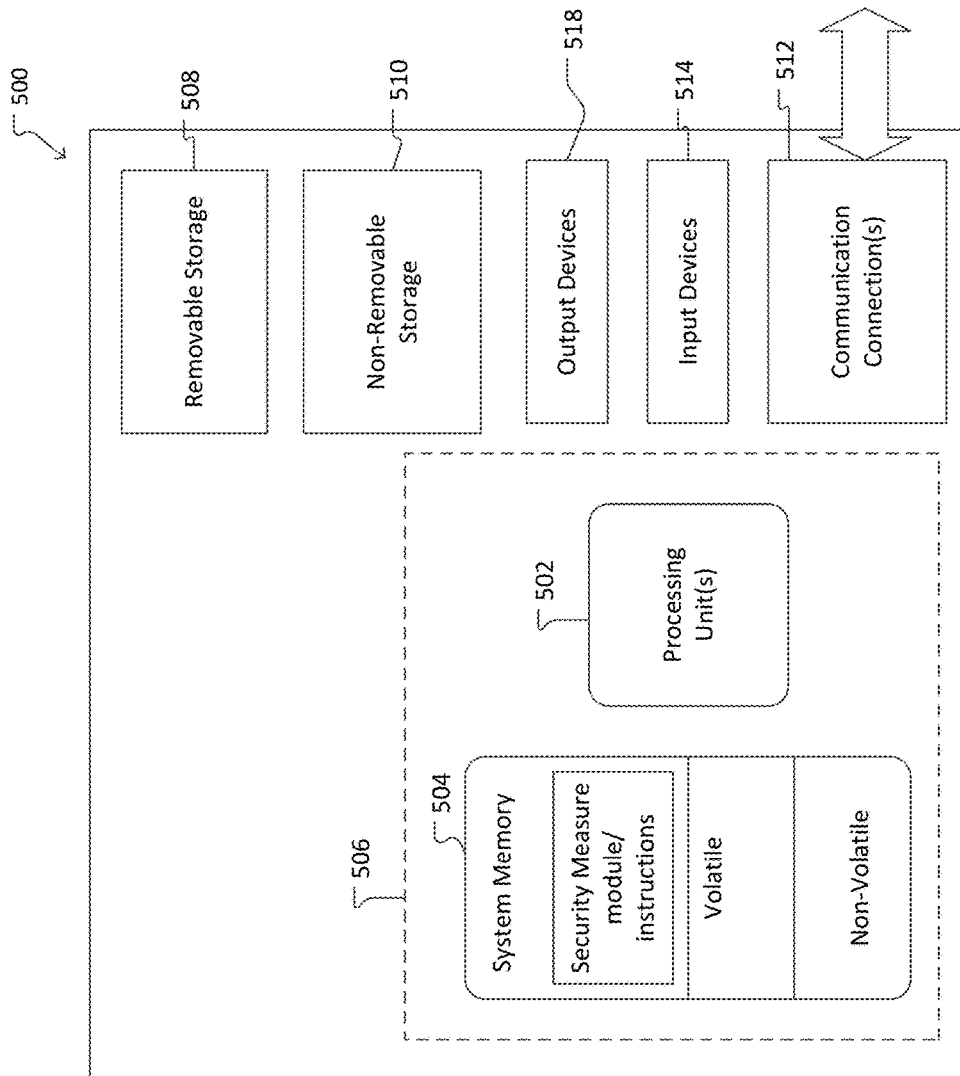 500
506
504
System Memory
Security Measure
module/
instructions
Volatile
Non-Volatile
502
Processing
Unit(s)
Removable Storage
508
Non-Removable
Storage
510
Output Devices
518
Input Devices
514
Communication
Connection(s)
512